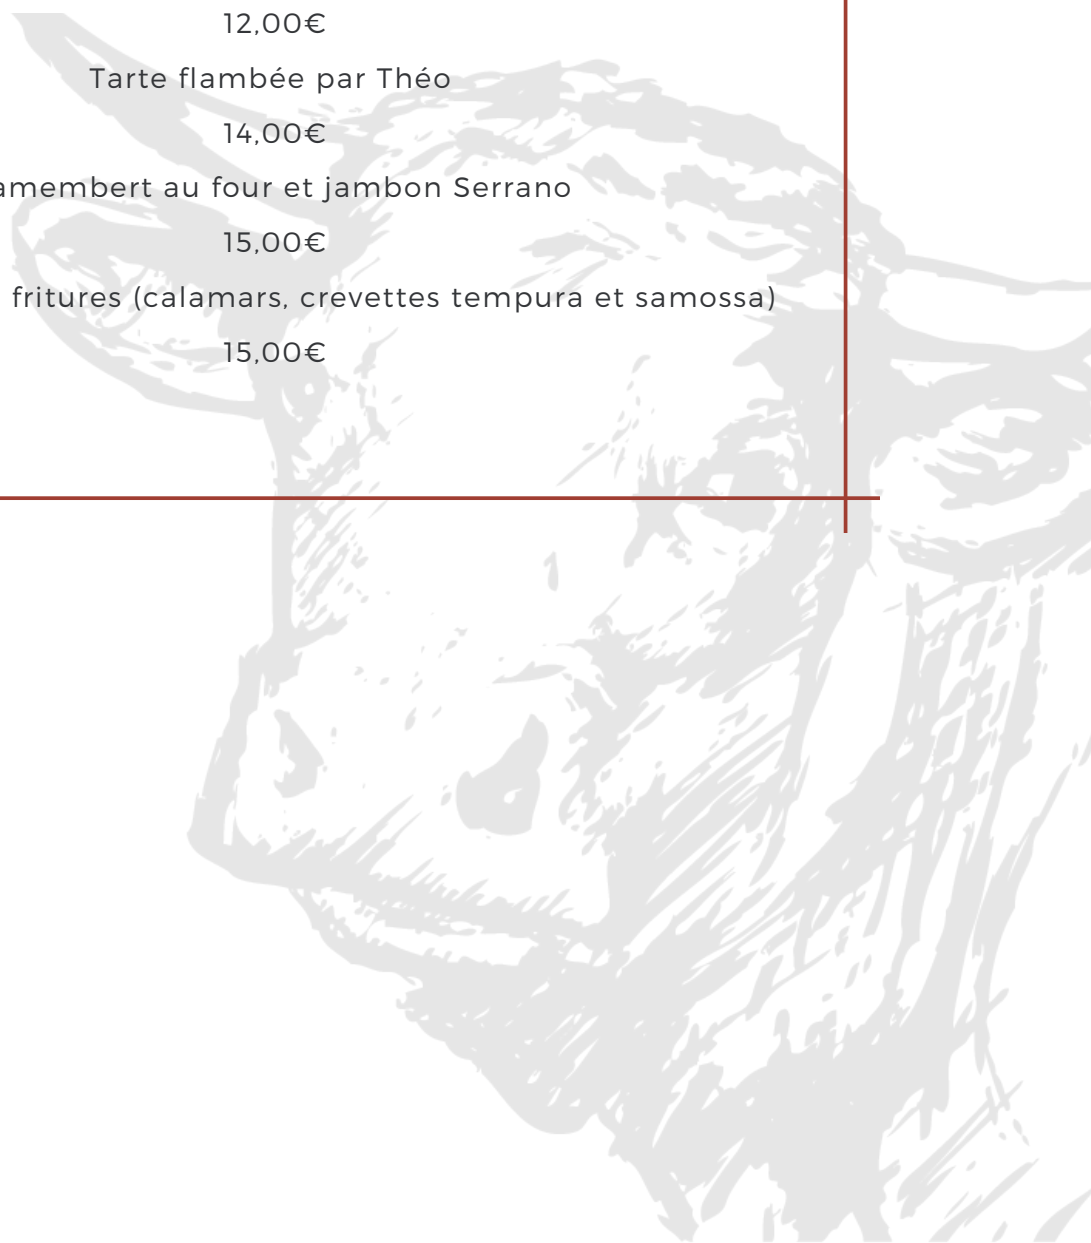 12,00€
Tarte flambée par Théo
14,00€
amembert au four et jambon Serrano
15,00€
fritures (calamars, crevettes tempura et samossa)
15,00€